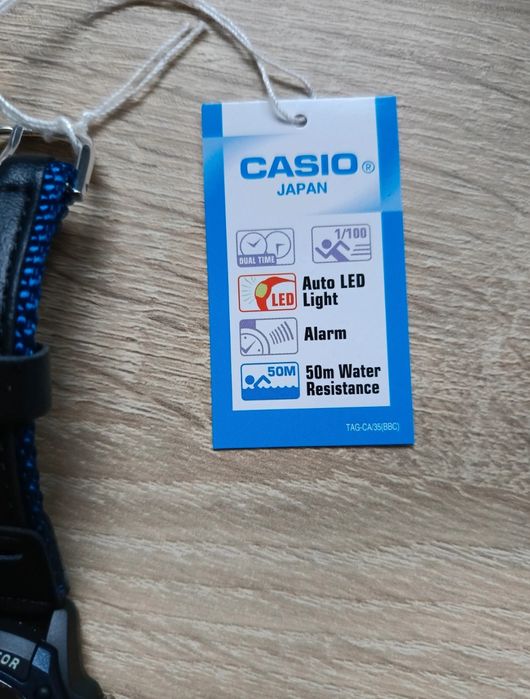 CASIO®
JAPAN
DUAL TIME
1/100
LED
Auto LED
Light
Alarm
50M
50m Water
Resistance
TAG-CA/35(BBC)